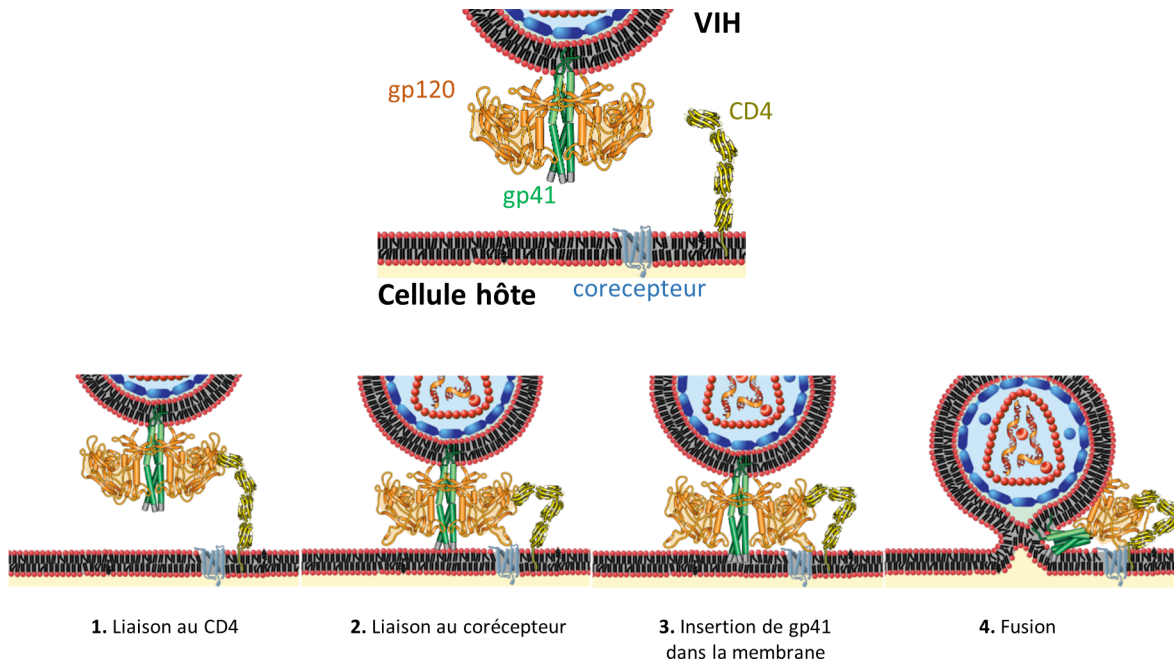 VIH
gp120
CD4
gp41
corecepteur
Cellule hôte
1. Liaison au CD4
2. Liaison au corécepteur
3. Insertion de gp41
dans la membrane
4. Fusion